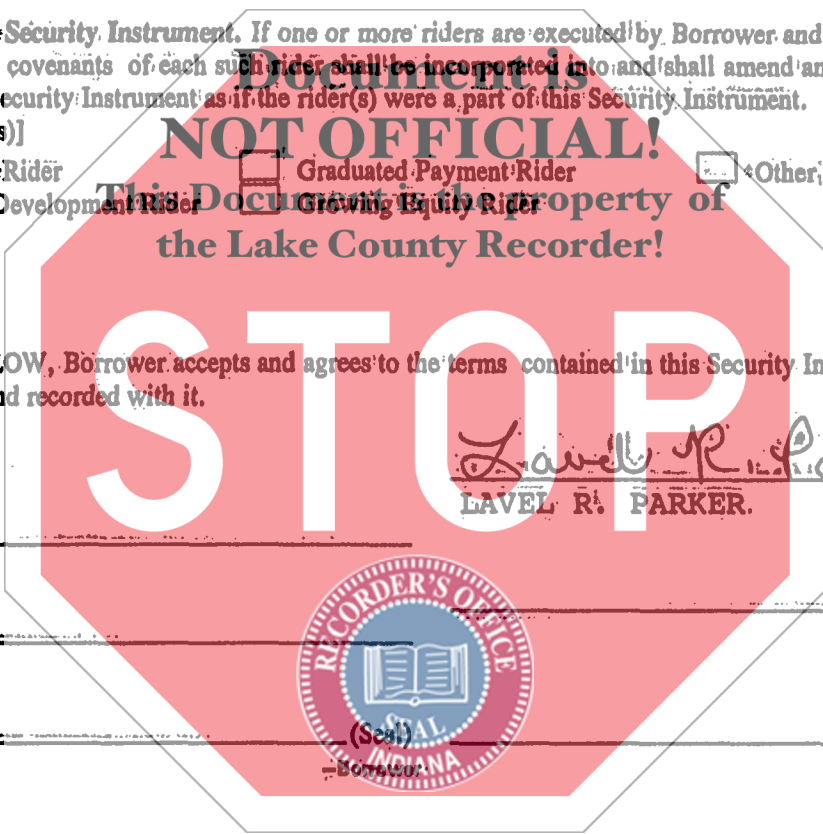 Security Instrument. If one or more riders are executed by Borrower and
covenants of each such rider shall be incorporated into and shall amend
Security Instrument as if the rider(s) were a part of this Security Instrument.
Document is
NOT OFFICIAL!
This Document is the property of
the Lake County Recorder!
Rider Graduated Payment Rider Other
Development Rider Growing Equity Rider
STOP
Borrower accepts and agrees to the terms contained in this Security
recorded with it.
Lavel R.
LAVEL R. PARKER.
RECORDER'S OFFICE
SEAL
INDIANA
(Seal)
-Borrower